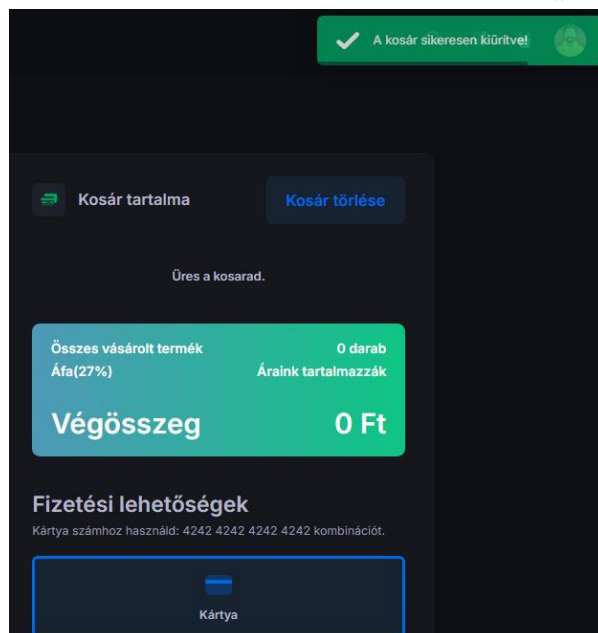 A kosár sikeresen kiürítve!
Kosár tartalma
Kosár törlése
Üres a kosarad.
Összes vásárolt termék 0 darab
Áfa(27%) Áraink tartalmazzák
Végösszeg 0 Ft
Fizetési lehetőségek
Kártya számhoz használd: 4242 4242 4242 4242 kombinációt.
Kártya